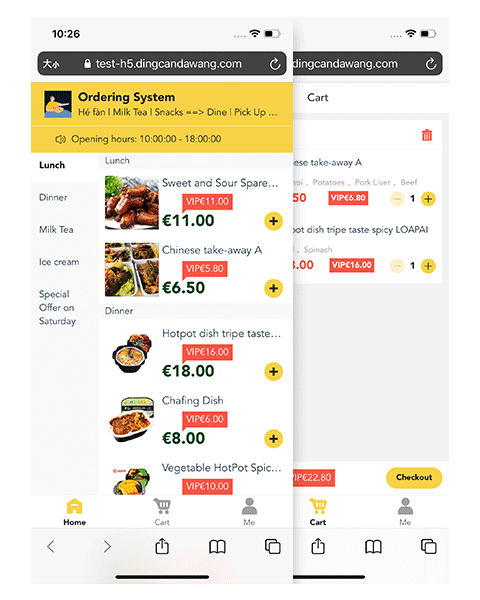 10:26
大小 test-h5.dingcandawang.com
Ordering System
Hé fàn | Milk Tea | Snacks ==> Dine | Pick Up ...
Opening hours: 10:00:00 - 18:00:00
Lunch
Dinner
Milk Tea
Ice cream
Special
Offer on
Saturday
Lunch
Sweet and Sour Spare...
VIP€11.00
€11.00
Chinese take-away A
VIP€5.80
€6.50
Dinner
Hotpot dish tripe taste...
VIP€16.00
€18.00
Chafing Dish
VIP€6.00
€8.00
Vegetable HotPot Spic...
VIP€10.00
Home
Cart
Me
dingcandawang.com
Cart
ese take-away A
hoi , Potatoes , Pork Liver , Beef
50 VIP€6.80 1
ot dish tripe taste spicy LOAPAI
, Spinach
8.00 VIP€16.00 1
VIP€22.80
Checkout
Cart
Me